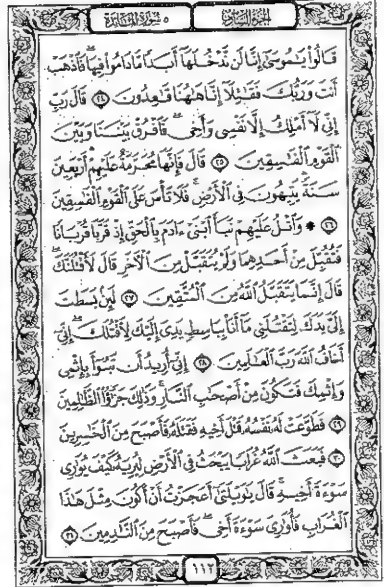 الجزء السادس ٥ سورة المائدة
قَالُوا۟ يَـٰمُوسَىٰٓ إِنَّا لَن نَّدْخُلَهَآ أَبَدًا مَّا دَامُوا۟ فِيهَا ۖ فَٱذْهَبْ
أَنتَ وَرَبُّكَ فَقَـٰتِلَآ إِنَّا هَـٰهُنَا قَـٰعِدُونَ ٢٤ قَالَ رَبِّ
إِنِّى لَآ أَمْلِكُ إِلَّا نَفْسِى وَأَخِى ۖ فَٱفْرُقْ بَيْنَنَا وَبَيْنَ
ٱلْقَوْمِ ٱلْفَـٰسِقِينَ ٢٥ قَالَ فَإِنَّهَا مُحَرَّمَةٌ عَلَيْهِمْ ۛ أَرْبَعِينَ
سَنَةً ۛ يَتِيهُونَ فِى ٱلْأَرْضِ ۚ فَلَا تَأْسَ عَلَى ٱلْقَوْمِ ٱلْفَـٰسِقِينَ
٢٦ ۞ وَٱتْلُ عَلَيْهِمْ نَبَأَ ٱبْنَىْ ءَادَمَ بِٱلْحَقِّ إِذْ قَرَّبَا قُرْبَانًا
فَتُقُبِّلَ مِنْ أَحَدِهِمَا وَلَمْ يُتَقَبَّلْ مِنَ ٱلْـَٔاخَرِ قَالَ لَأَقْتُلَنَّكَ ۖ
قَالَ إِنَّمَا يَتَقَبَّلُ ٱللَّهُ مِنَ ٱلْمُتَّقِينَ ٢٧ لَئِنۢ بَسَطتَ
إِلَىَّ يَدَكَ لِتَقْتُلَنِى مَآ أَنَا۠ بِبَاسِطٍ يَدِىَ إِلَيْكَ لِأَقْتُلَكَ ۖ إِنِّىٓ
أَخَافُ ٱللَّهَ رَبَّ ٱلْعَـٰلَمِينَ ٢٨ إِنِّىٓ أُرِيدُ أَن تَبُوٓأَ بِإِثْمِى
وَإِثْمِكَ فَتَكُونَ مِنْ أَصْحَـٰبِ ٱلنَّارِ ۚ وَذَٰلِكَ جَزَٰٓؤُا۟ ٱلظَّـٰلِمِينَ
٢٩ فَطَوَّعَتْ لَهُۥ نَفْسُهُۥ قَتْلَ أَخِيهِ فَقَتَلَهُۥ فَأَصْبَحَ مِنَ ٱلْخَـٰسِرِينَ
٣٠ فَبَعَثَ ٱللَّهُ غُرَابًا يَبْحَثُ فِى ٱلْأَرْضِ لِيُرِيَهُۥ كَيْفَ يُوَٰرِى
سَوْءَةَ أَخِيهِ ۚ قَالَ يَـٰوَيْلَتَىٰٓ أَعَجَزْتُ أَنْ أَكُونَ مِثْلَ هَـٰذَا
ٱلْغُرَابِ فَأُوَٰرِىَ سَوْءَةَ أَخِى ۖ فَأَصْبَحَ مِنَ ٱلنَّـٰدِمِينَ ٣١
١١٢